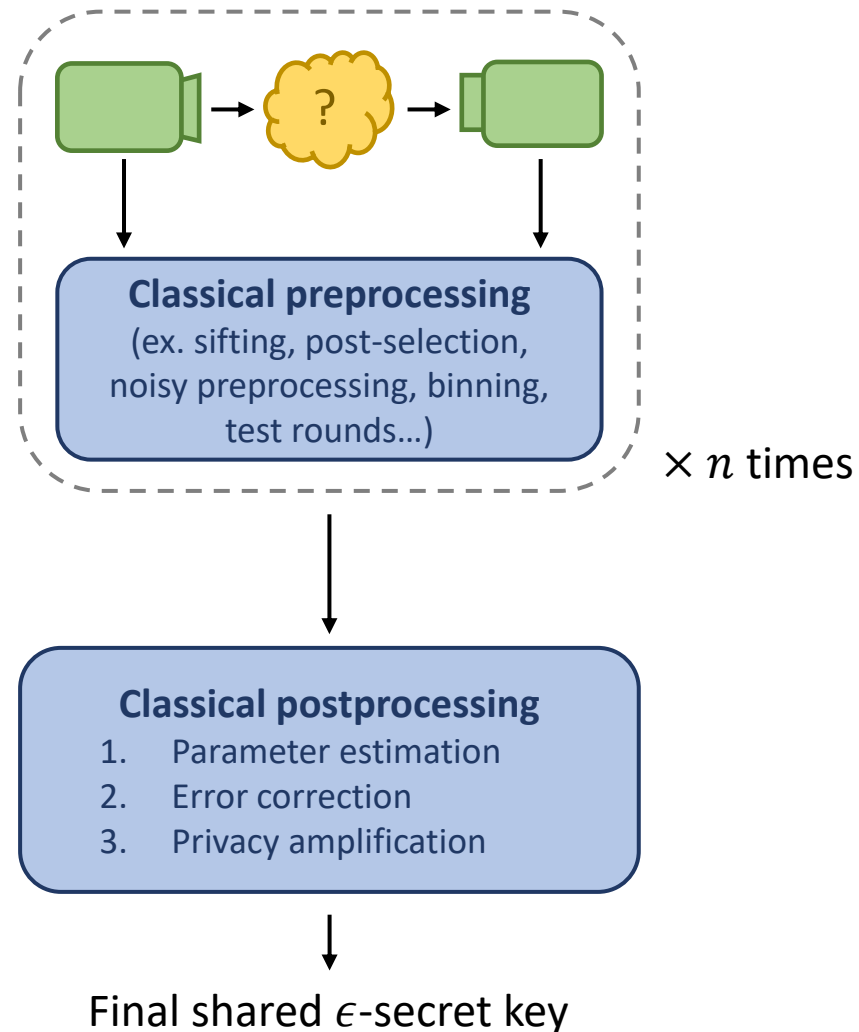 ?
Classical preprocessing
(ex. sifting, post-selection,
noisy preprocessing, binning,
test rounds…)
× n times
Classical postprocessing
1. Parameter estimation
2. Error correction
3. Privacy amplification
Final shared ϵ-secret key